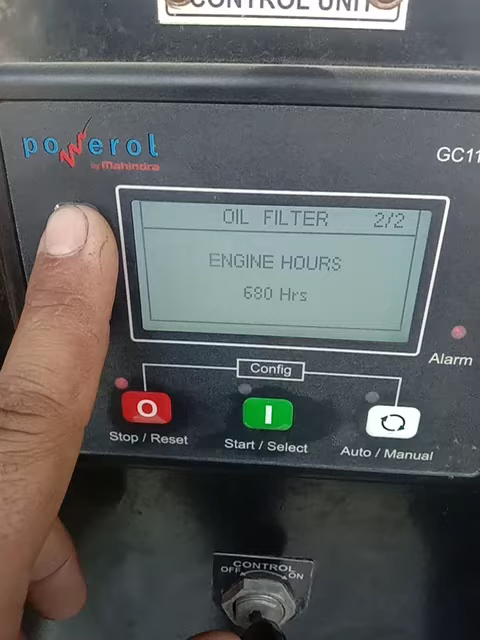 CONTROL UNIT
powerol
by Mahindra
GC11
OIL FILTER 2/2
ENGINE HOURS
680 Hrs
Alarm
Config
Stop / Reset
Start / Select
Auto / Manual
CONTROL
OFF ON